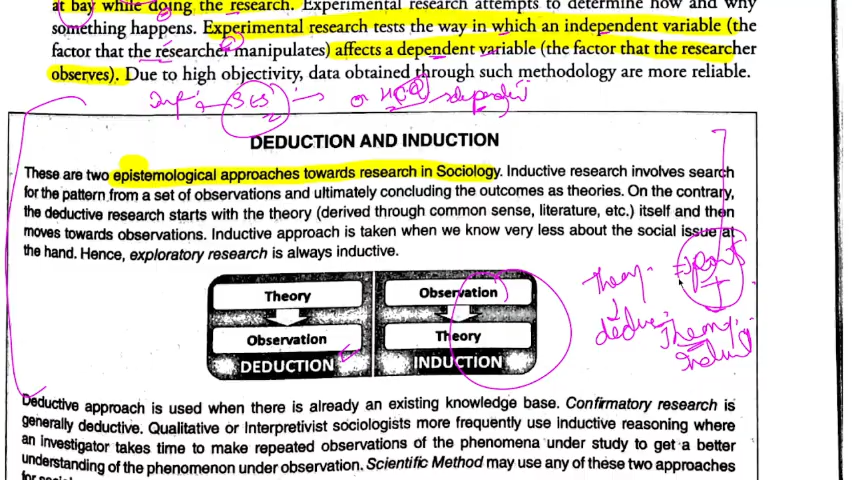 at bay while doing the research. Experimental research attempts to determine how and why
something happens. Experimental research tests the way in which an independent variable (the
factor that the researcher manipulates) affects a dependent variable (the factor that the researcher
observes). Due to high objectivity, data obtained through such methodology are more reliable.
DEDUCTION AND INDUCTION
These are two epistemological approaches towards research in Sociology. Inductive research involves search
for the pattern from a set of observations and ultimately concluding the outcomes as theories. On the contrary,
the deductive research starts with the theory (derived through common sense, literature, etc.) itself and then
moves towards observations. Inductive approach is taken when we know very less about the social issue at
the hand. Hence, exploratory research is always inductive.
Theory
Observation
DEDUCTION
Observation
Theory
INDUCTION
Theory
Theory
Deductive approach is used when there is already an existing knowledge base. Confirmatory research is
generally deductive. Qualitative or Interpretivist sociologists more frequently use inductive reasoning where
an investigator takes time to make repeated observations of the phenomena under study to get a better
understanding of the phenomenon under observation. Scientific Method may use any of these two approaches
for